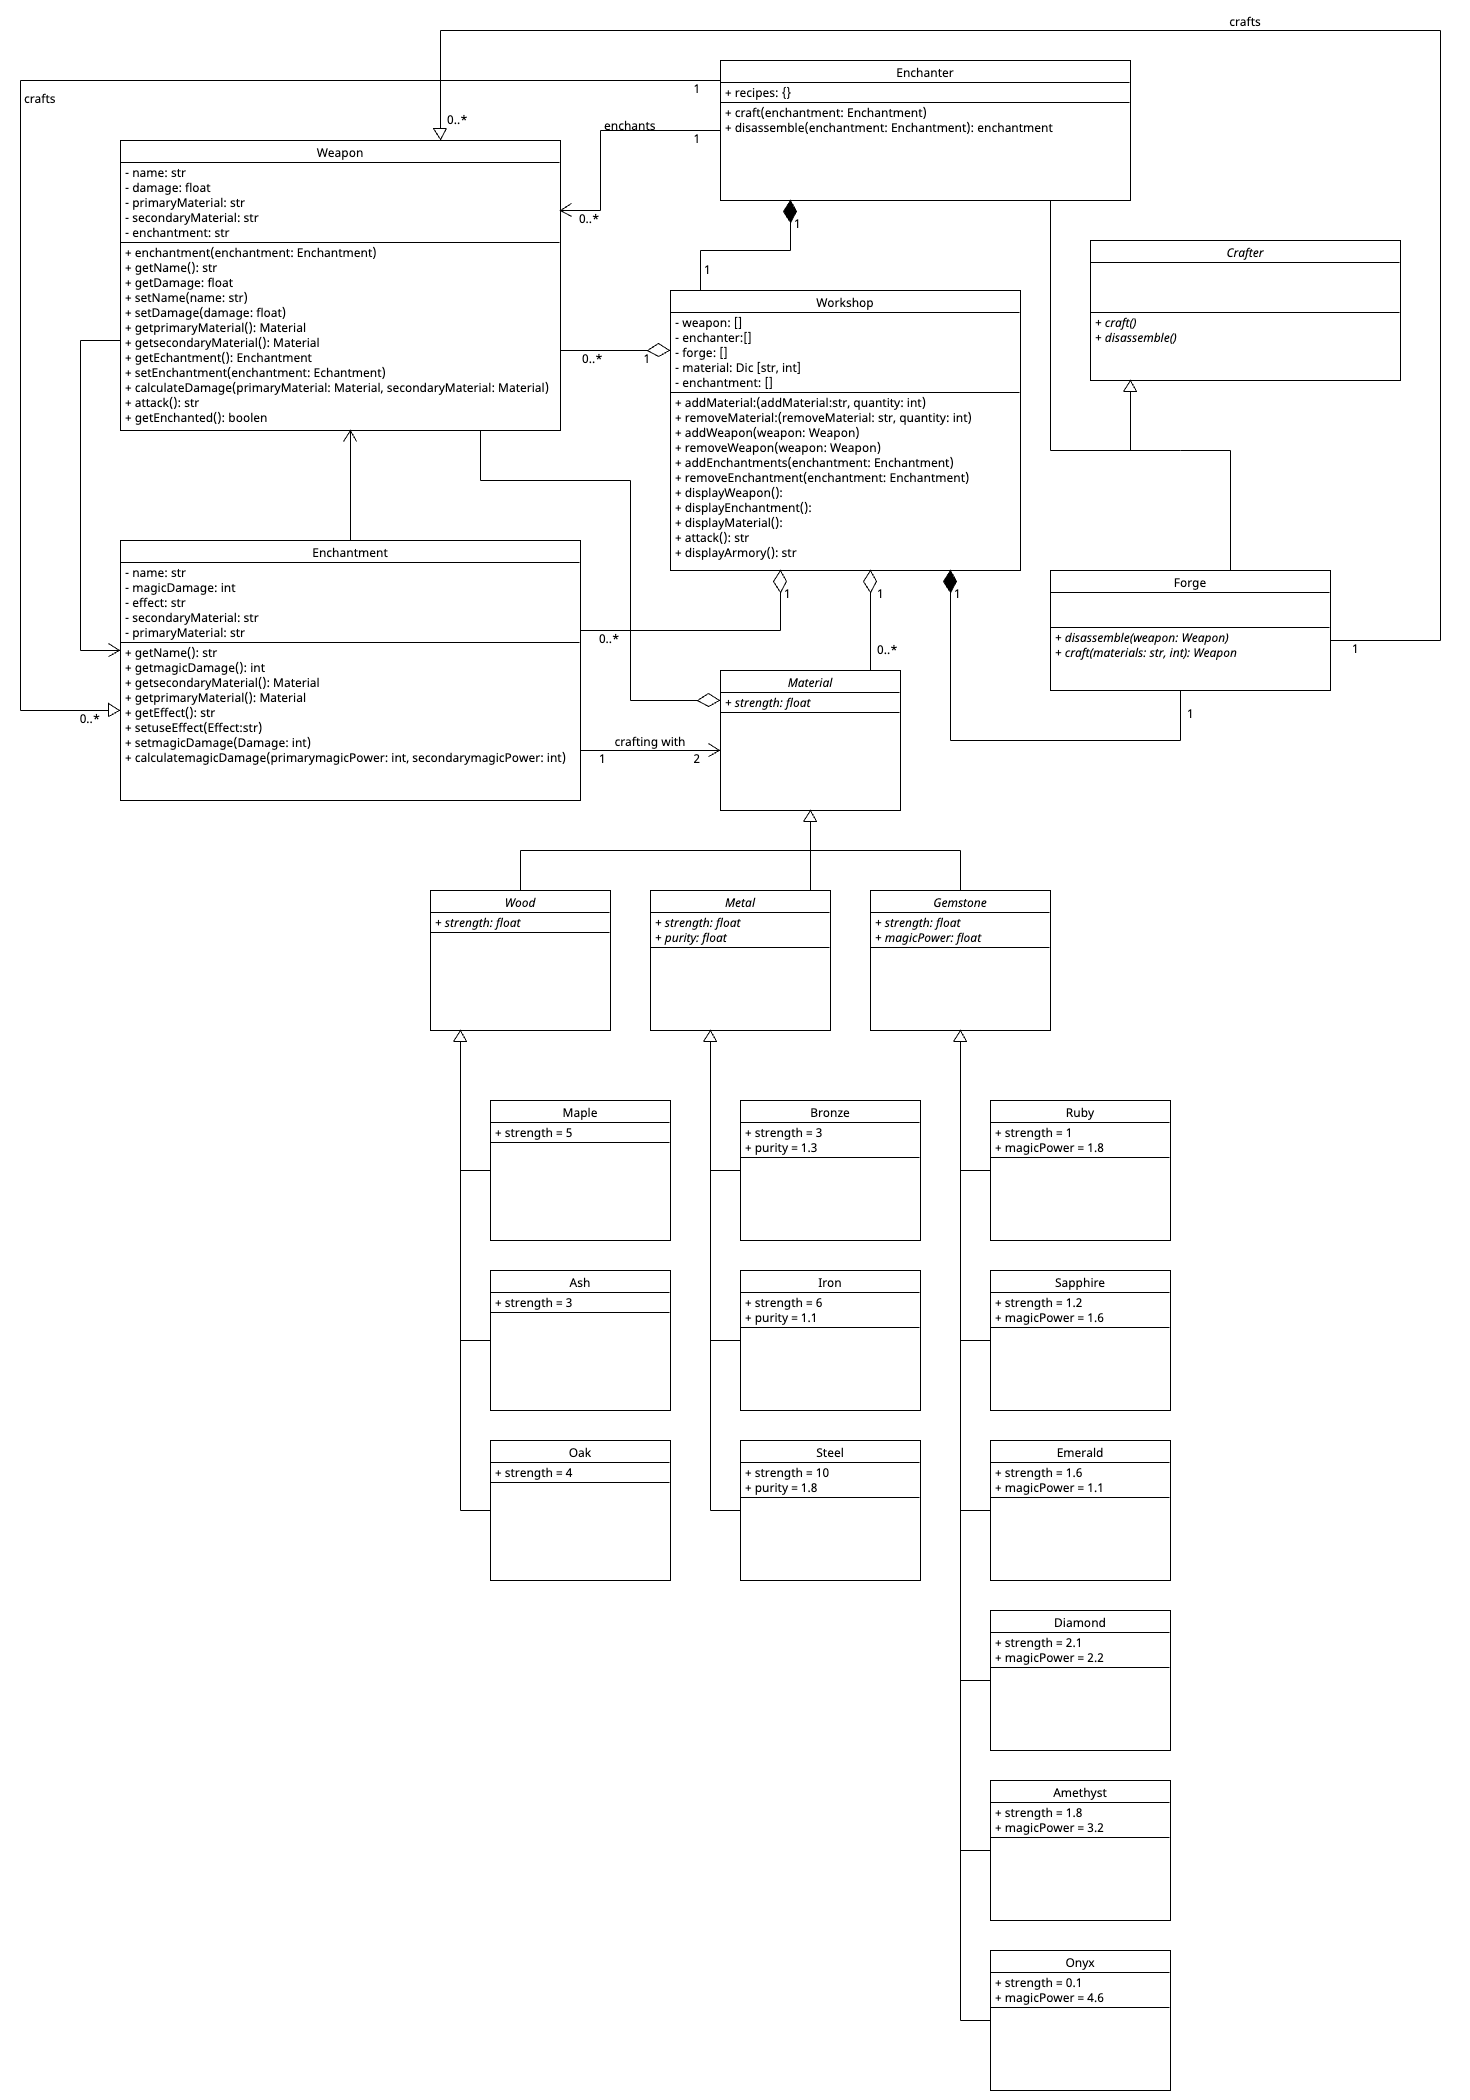 crafts
Enchanter
+ recipes: {}
+ craft(enchantment: Enchantment)
+ disassemble(enchantment: Enchantment): enchantment
1
crafts
0..*
enchants
1
0..*
1
1
Weapon
- name: str
- damage: float
- primaryMaterial: str
- secondaryMaterial: str
- enchantment: str
+ enchantment(enchantment: Enchantment)
+ getName(): str
+ getDamage: float
+ setName(name: str)
+ setDamage(damage: float)
+ getprimaryMaterial(): Material
+ getsecondaryMaterial(): Material
+ getEchantment(): Enchantment
+ setEnchantment(enchantment: Echantment)
+ calculateDamage(primaryMaterial: Material, secondaryMaterial: Material)
+ attack(): str
+ getEnchanted(): boolen
Crafter
+ craft()
+ disassemble()
Workshop
- weapon: []
- enchanter:[]
- forge: []
- material: Dic [str, int]
- enchantment: []
+ addMaterial:(addMaterial:str, quantity: int)
+ removeMaterial:(removeMaterial: str, quantity: int)
+ addWeapon(weapon: Weapon)
+ removeWeapon(weapon: Weapon)
+ addEnchantments(enchantment: Enchantment)
+ removeEnchantment(enchantment: Enchantment)
+ displayWeapon():
+ displayEnchantment():
+ displayMaterial():
+ attack(): str
+ displayArmory(): str
0..*
1
Enchantment
- name: str
- magicDamage: int
- effect: str
- secondaryMaterial: str
- primaryMaterial: str
+ getName(): str
+ getmagicDamage(): int
+ getsecondaryMaterial(): Material
+ getprimaryMaterial(): Material
+ getEffect(): str
+ setuseEffect(Effect:str)
+ setmagicDamage(Damage: int)
+ calculatemagicDamage(primarymagicPower: int, secondarymagicPower: int)
0..*
1
1
1
0..*
0..*
Forge
+ disassemble(weapon: Weapon)
+ craft(materials: str, int): Weapon
1
1
Material
+ strength: float
crafting with
1
2
Wood
+ strength: float
Metal
+ strength: float
+ purity: float
Gemstone
+ strength: float
+ magicPower: float
Maple
+ strength = 5
Bronze
+ strength = 3
+ purity = 1.3
Ruby
+ strength = 1
+ magicPower = 1.8
Ash
+ strength = 3
Iron
+ strength = 6
+ purity = 1.1
Sapphire
+ strength = 1.2
+ magicPower = 1.6
Oak
+ strength = 4
Steel
+ strength = 10
+ purity = 1.8
Emerald
+ strength = 1.6
+ magicPower = 1.1
Diamond
+ strength = 2.1
+ magicPower = 2.2
Amethyst
+ strength = 1.8
+ magicPower = 3.2
Onyx
+ strength = 0.1
+ magicPower = 4.6